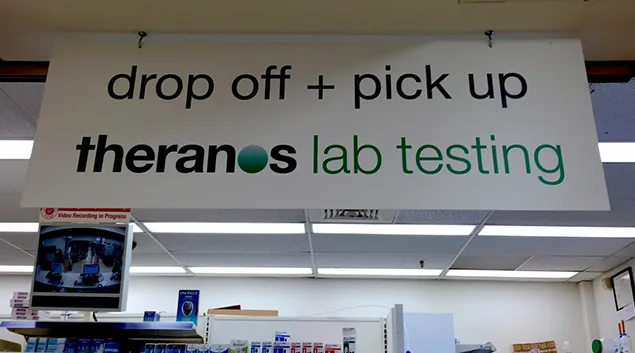 drop off + pick up
theranos lab testing
Video Recording in Progress